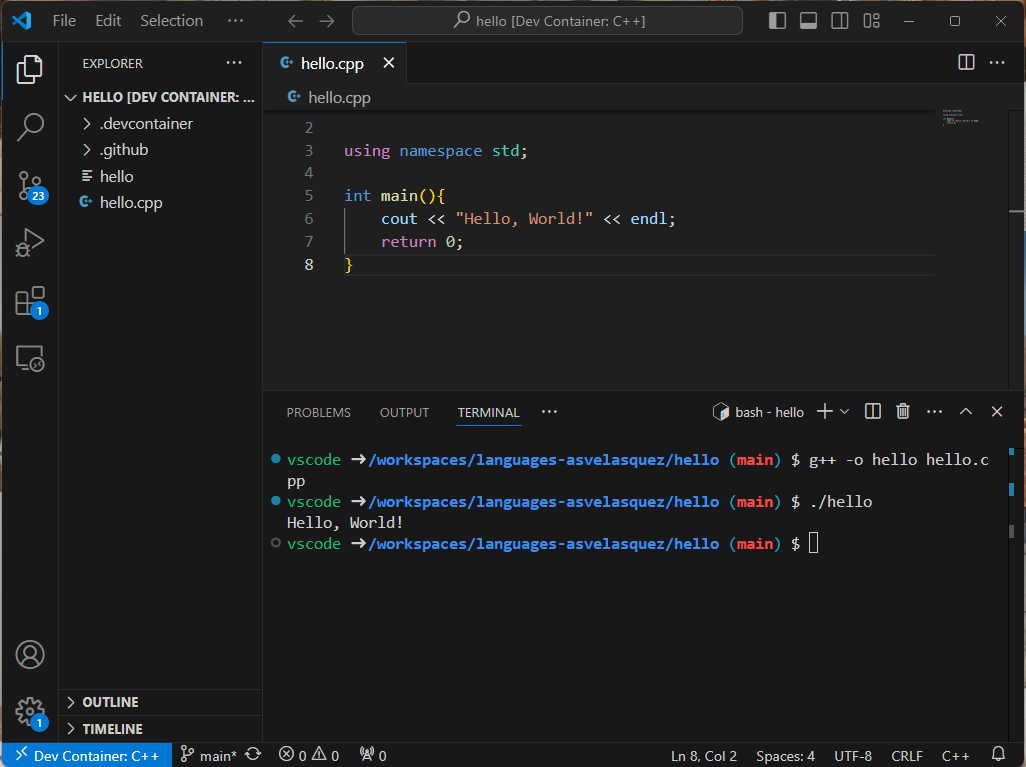 File Edit Selection ··· hello [Dev Container: C++]
EXPLORER ···
HELLO [DEV CONTAINER: ...
.devcontainer
.github
hello
hello.cpp
23
1
1
OUTLINE
TIMELINE
hello.cpp
hello.cpp
2
3 using namespace std;
4
5 int main(){
6 cout << "Hello, World!" << endl;
7 return 0;
8 }
PROBLEMS OUTPUT TERMINAL ··· bash - hello
vscode ➜/workspaces/languages-asvelasquez/hello (main) $ g++ -o hello hello.c
pp
vscode ➜/workspaces/languages-asvelasquez/hello (main) $ ./hello
Hello, World!
vscode ➜/workspaces/languages-asvelasquez/hello (main) $
Dev Container: C++ main* 0 0 0 Ln 8, Col 2 Spaces: 4 UTF-8 CRLF C++